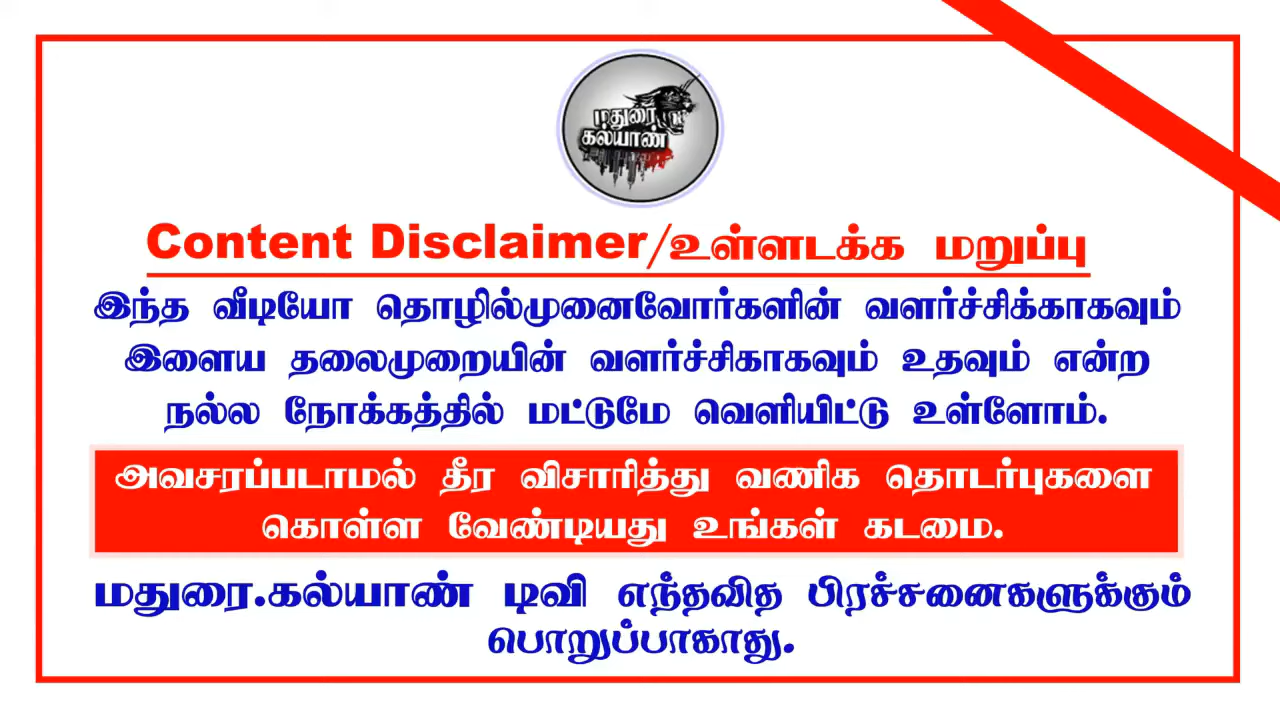 மதுரை
கல்யாண்
Content Disclaimer/உள்ளடக்க மறுப்பு
இந்த வீடியோ தொழில்முனைவோர்களின் வளர்ச்சிக்காகவும்
இளைய தலைமுறையின் வளர்ச்சிகாகவும் உதவும் என்ற
நல்ல நோக்கத்தில் மட்டுமே வெளியிட்டு உள்ளோம்.
அவசரப்படாமல் தீர விசாரித்து வணிக தொடர்புகளை
கொள்ள வேண்டியது உங்கள் கடமை.
மதுரை.கல்யாண் டிவி எந்தவித பிரச்சனைகளுக்கும்
பொறுப்பாகாது.